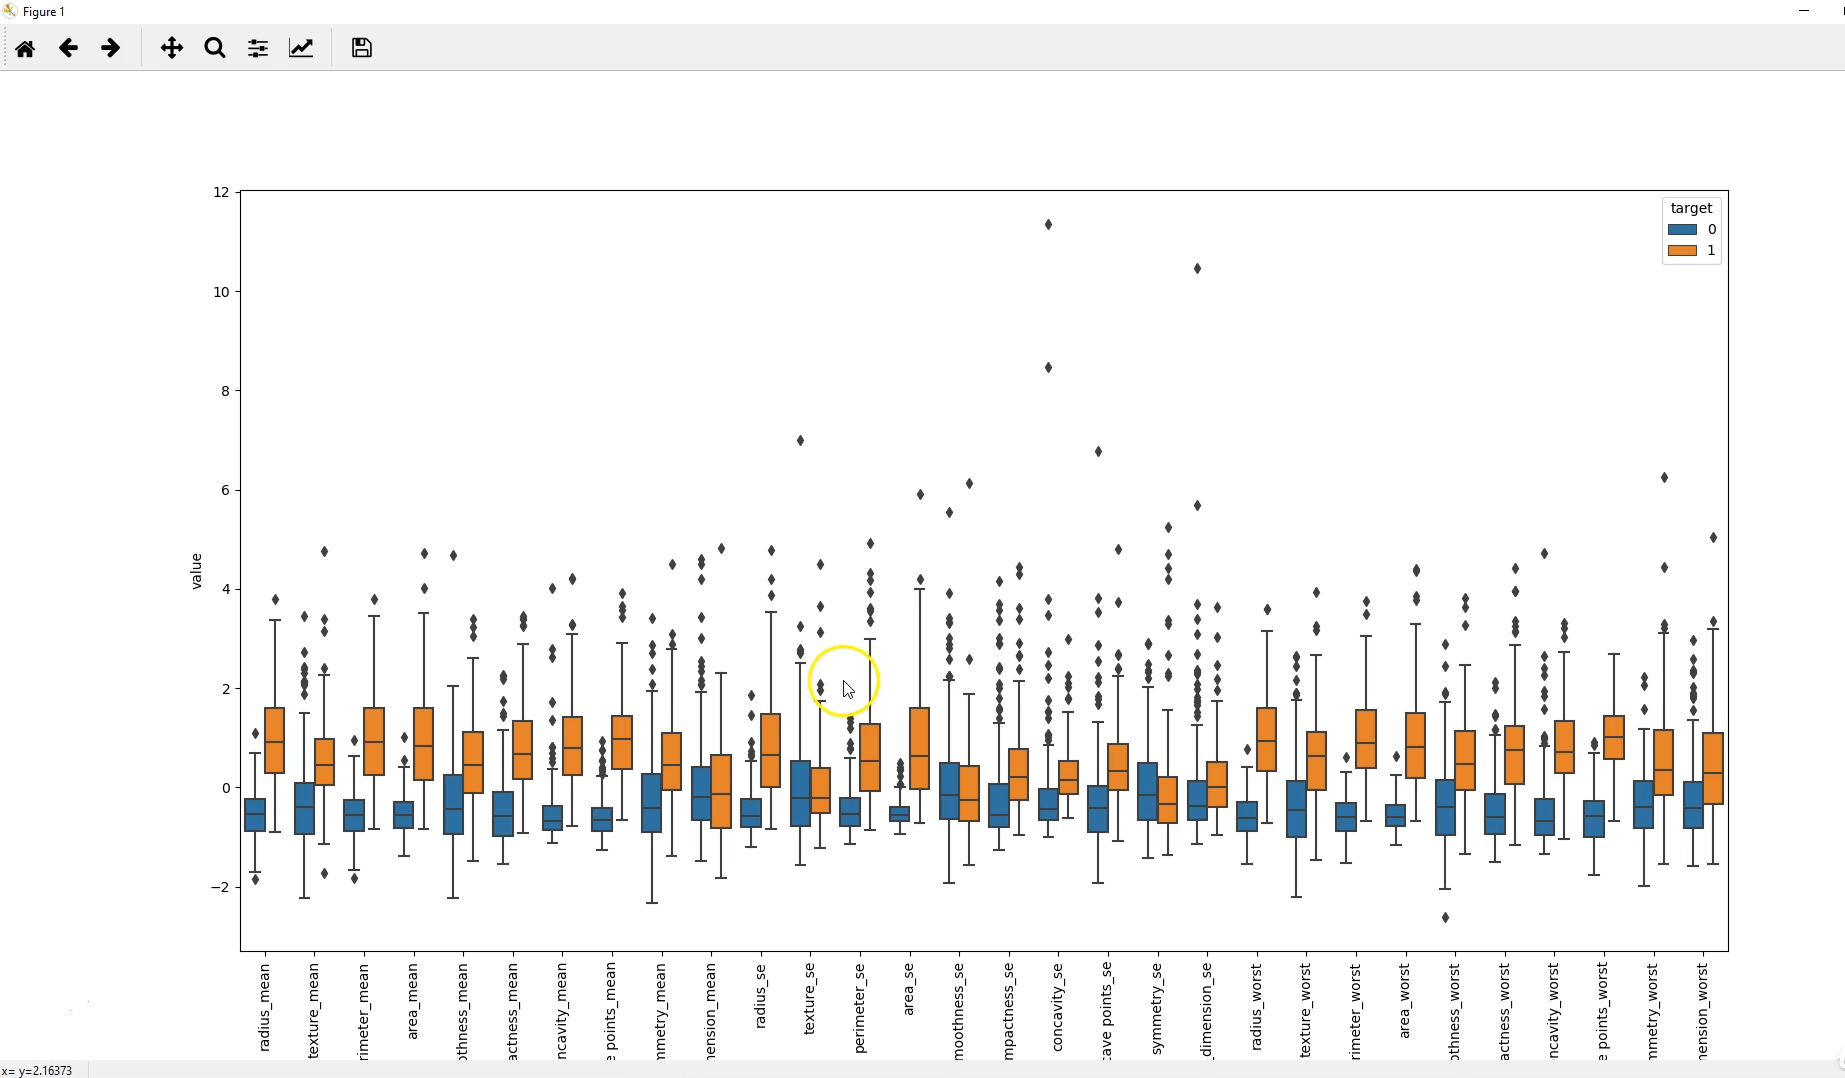 Figure 1
12
10
8
6
4
2
0
−2
value
target
0
1
radius_mean
texture_mean
rimeter_mean
area_mean
othness_mean
actness_mean
ncavity_mean
e points_mean
mmetry_mean
nension_mean
radius_se
texture_se
perimeter_se
area_se
moothness_se
mpactness_se
concavity_se
cave points_se
symmetry_se
_dimension_se
radius_worst
texture_worst
rimeter_worst
area_worst
othness_worst
actness_worst
ncavity_worst
e points_worst
mmetry_worst
nension_worst
x= y=2.16373